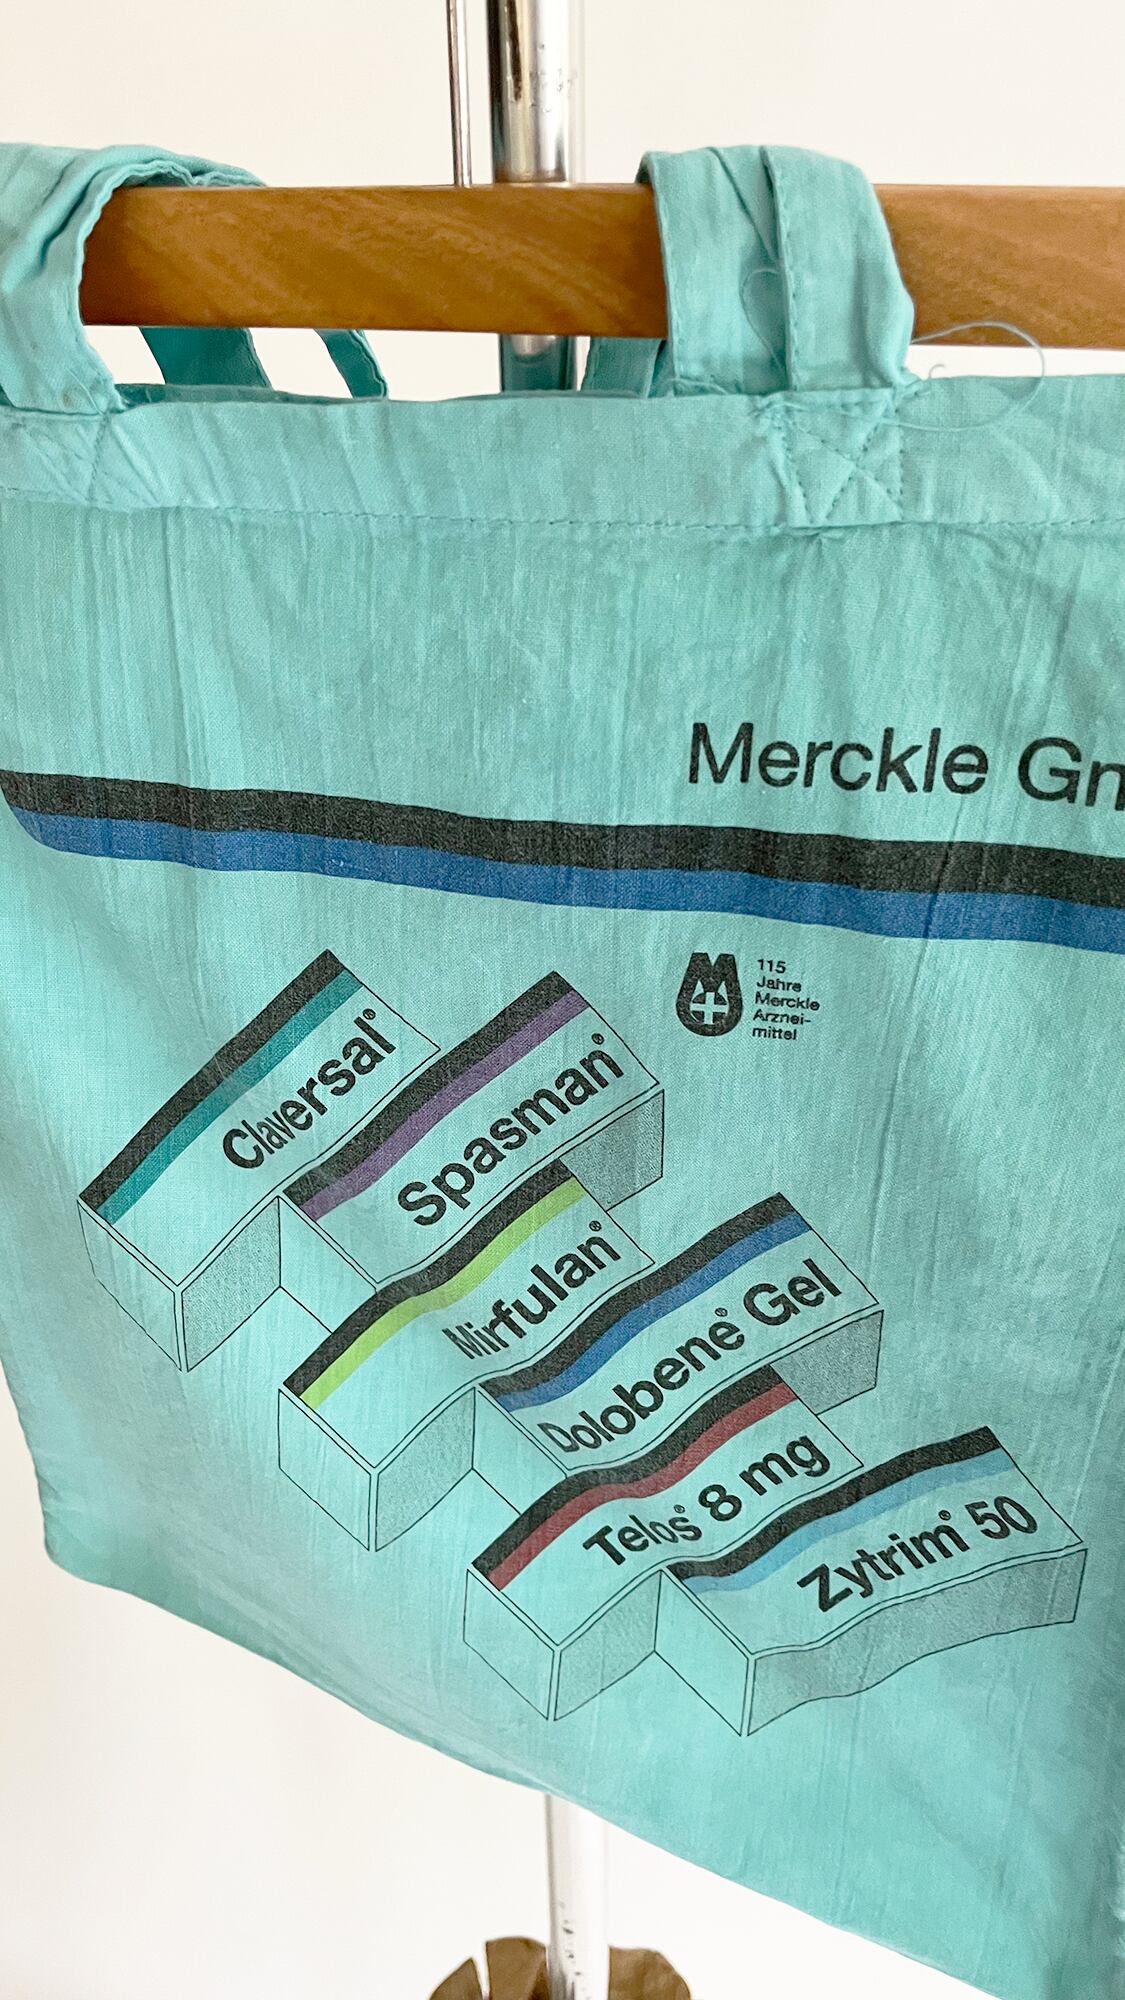 Merckle Gm
115
Jahre
Merckle
Arznei-
mittel
Claversal®
Spasman®
Mirfulan®
Dolobene® Gel
Telos® 8 mg
Zytrim® 50